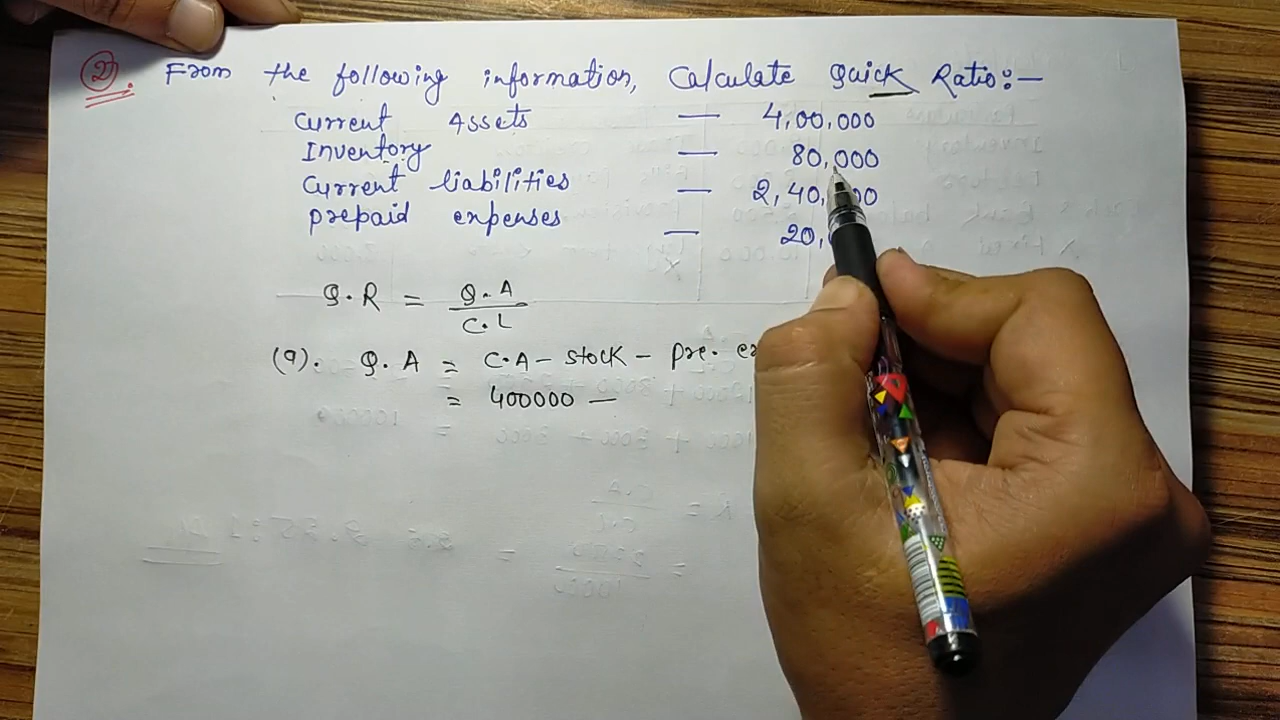 2. From the following information, Calculate Quick Ratio:-
Current Assets — 4,00,000
Inventory — 80,000
Current liabilities — 2,40,
prepaid expenses — 20,
Q.R = Q.A / C.L
(a). Q.A = C.A - stock - pre.
= 400000 -